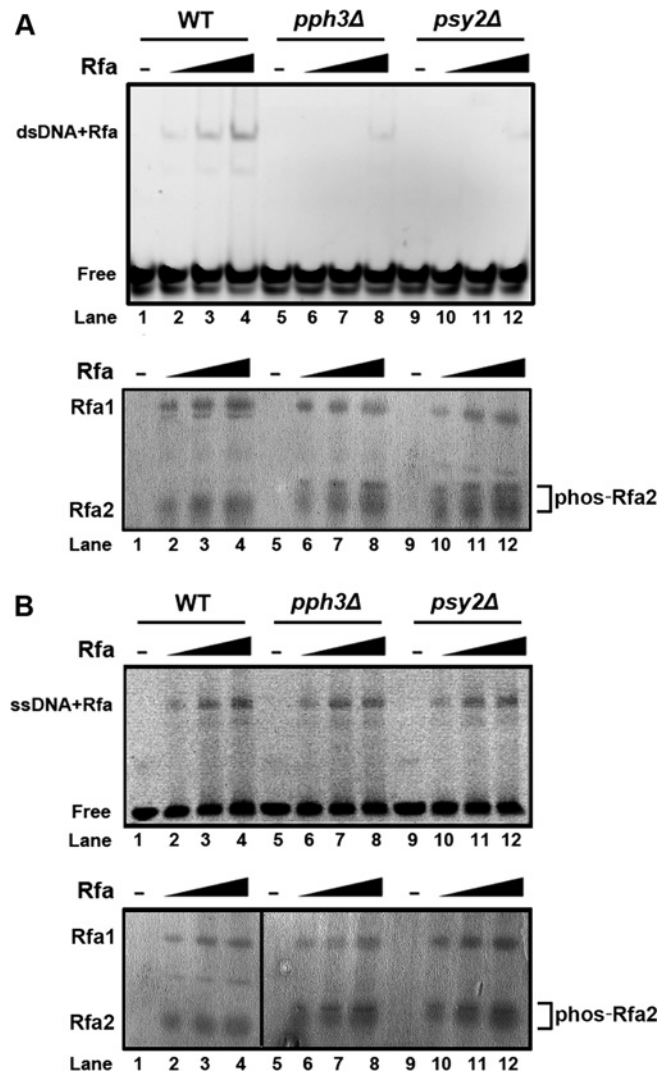 A
WT pph3Δ psy2Δ
Rfa – – –
dsDNA+Rfa
Free
Lane 1 2 3 4 5 6 7 8 9 10 11 12
Rfa – – –
Rfa1
Rfa2
phos-Rfa2
Lane 1 2 3 4 5 6 7 8 9 10 11 12
B
WT pph3Δ psy2Δ
Rfa – – –
ssDNA+Rfa
Free
Lane 1 2 3 4 5 6 7 8 9 10 11 12
Rfa – – –
Rfa1
Rfa2
phos-Rfa2
Lane 1 2 3 4 5 6 7 8 9 10 11 12